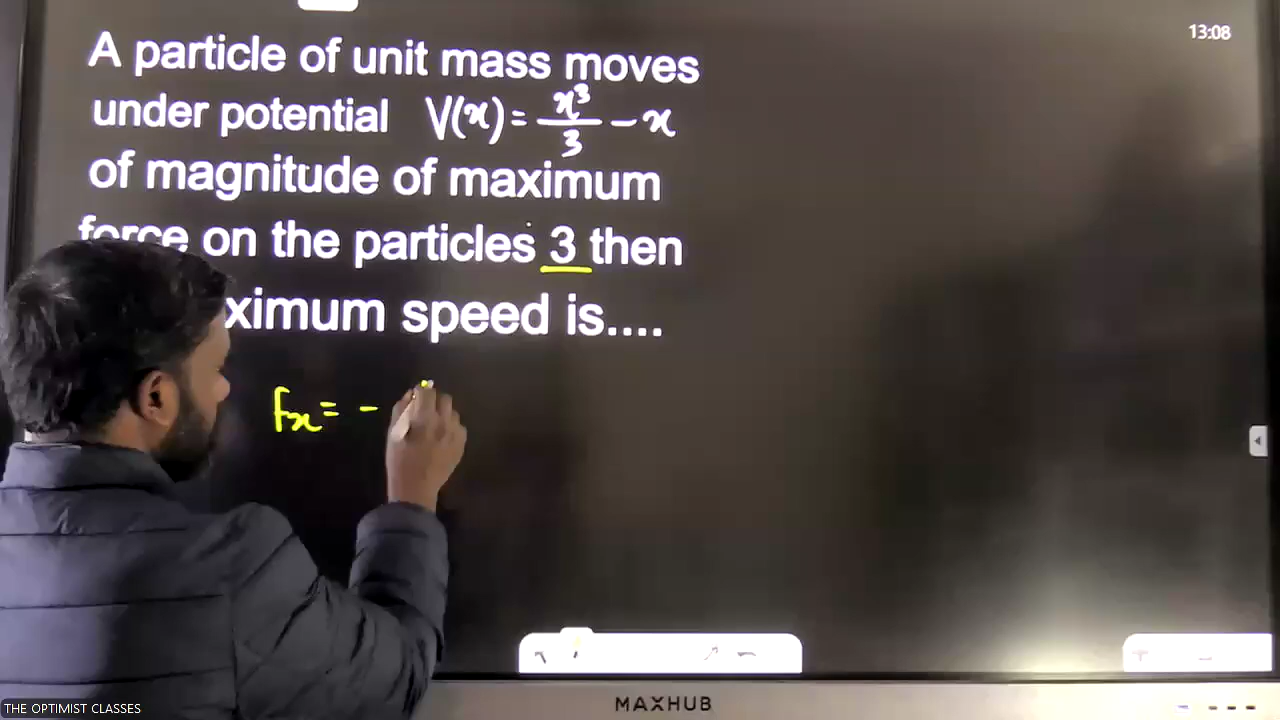 13:08
A particle of unit mass moves
under potential V(x) = x³/3 - x
of magnitude of maximum
force on the particles 3 then
ximum speed is....
Fx = -
MAXHUB
THE OPTIMIST CLASSES